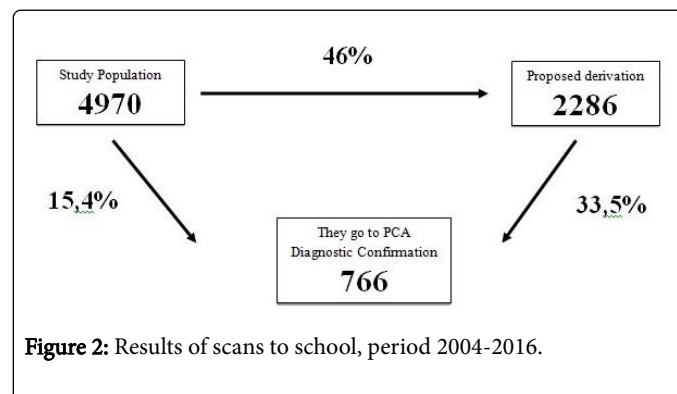 46%
Study Population
4970
Proposed derivation
2286
15,4%
33,5%
They go to PCA
Diagnostic Confirmation
766
Figure 2: Results of scans to school, period 2004-2016.